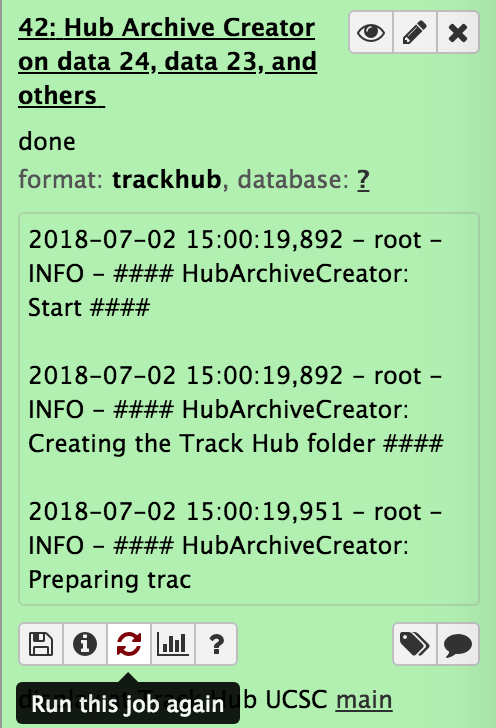 42: Hub Archive Creator
on data 24, data 23, and
others
done
format: trackhub, database: ?
2018-07-02 15:00:19,892 - root -
INFO - #### HubArchiveCreator:
Start ####
2018-07-02 15:00:19,892 - root -
INFO - #### HubArchiveCreator:
Creating the Track Hub folder ####
2018-07-02 15:00:19,951 - root -
INFO - #### HubArchiveCreator:
Preparing trac
?
Run this job again
Hub UCSC main